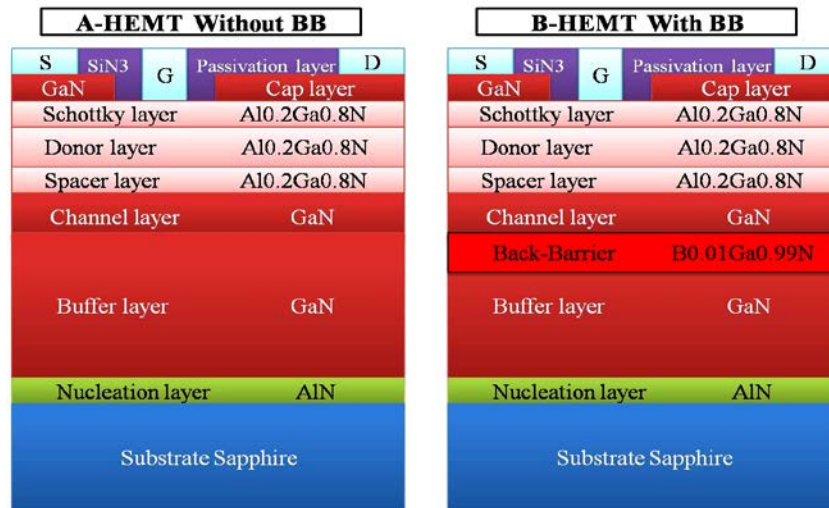 A-HEMT Without BB
S SiN3 G Passivation layer D
GaN Cap layer
Schottky layer Al0.2Ga0.8N
Donor layer Al0.2Ga0.8N
Spacer layer Al0.2Ga0.8N
Channel layer GaN
Buffer layer GaN
Nucleation layer AlN
Substrate Sapphire
B-HEMT With BB
S SiN3 G Passivation layer D
GaN Cap layer
Schottky layer Al0.2Ga0.8N
Donor layer Al0.2Ga0.8N
Spacer layer Al0.2Ga0.8N
Channel layer GaN
Back-Barrier B0.01Ga0.99N
Buffer layer GaN
Nucleation layer AlN
Substrate Sapphire